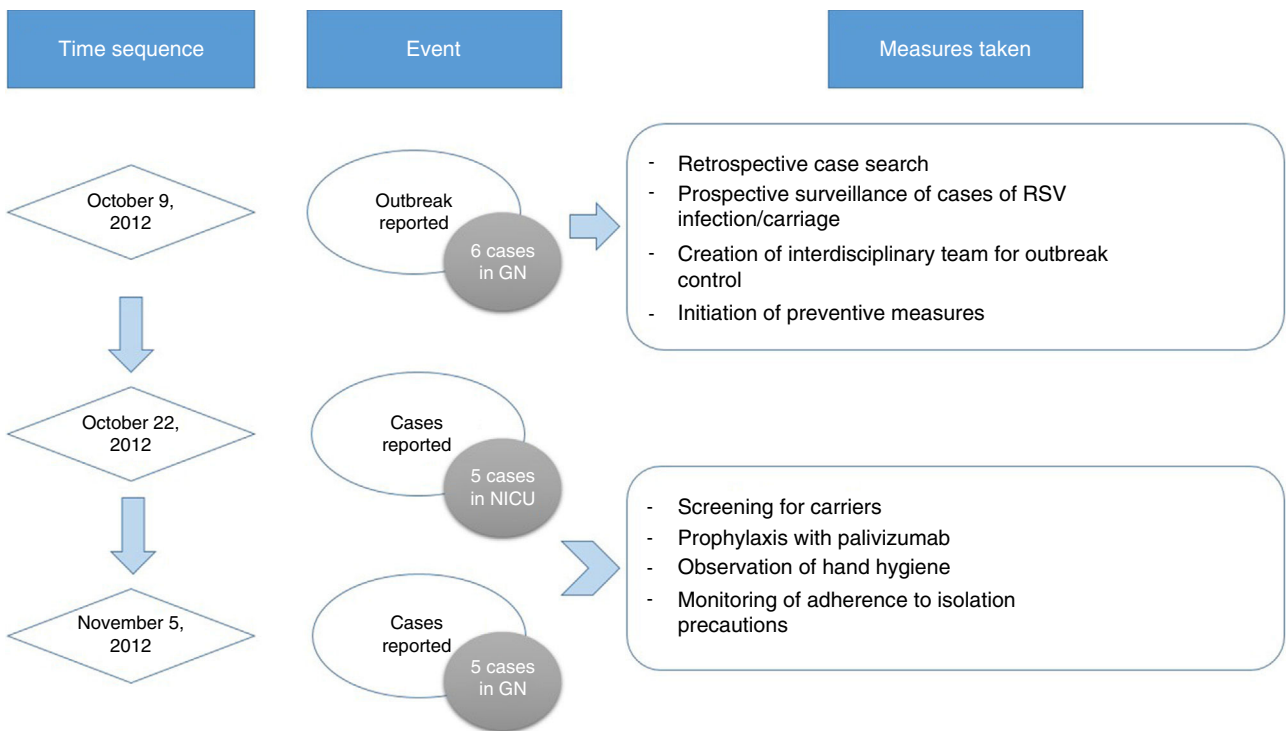 Time sequence
Event
Measures taken
October 9,
2012
Outbreak
reported
6 cases
in GN
- Retrospective case search
- Prospective surveillance of cases of RSV
infection/carriage
- Creation of interdisciplinary team for outbreak
control
- Initiation of preventive measures
October 22,
2012
Cases
reported
5 cases
in NICU
November 5,
2012
Cases
reported
5 cases
in GN
- Screening for carriers
- Prophylaxis with palivizumab
- Observation of hand hygiene
- Monitoring of adherence to isolation
precautions